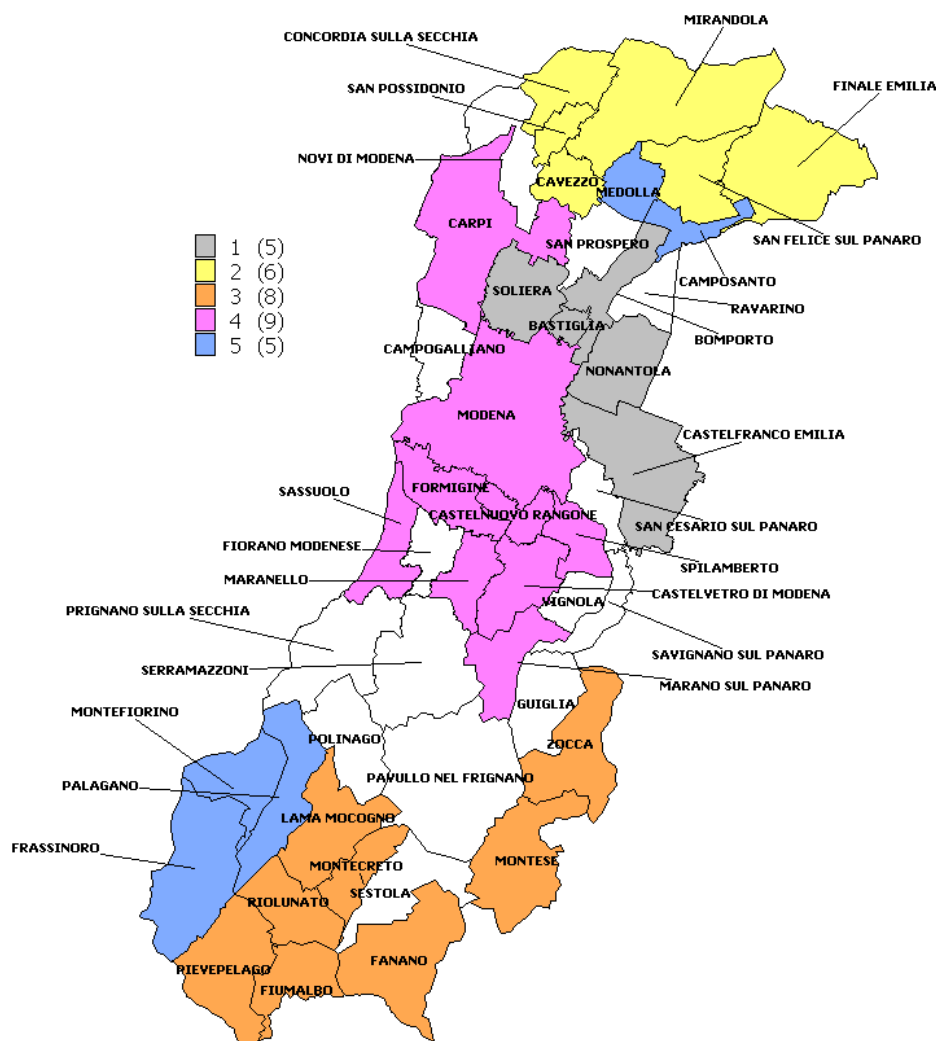 MIRANDOLA
CONCORDIA SULLA SECCHIA
SAN POSSIDONIO
FINALE EMILIA
NOVI DI MODENA
CAVEZZO
MEDOLLA
CARPI
SAN PROSPERO
SAN FELICE SUL PANARO
1 (5)
2 (6)
3 (8)
4 (9)
5 (5)
CAMPOSANTO
SOLIERA
RAVARINO
BASTIGLIA
BOMPORTO
CAMPOGALLIANO
NONANTOLA
MODENA
CASTELFRANCO EMILIA
FORMIGINE
SASSUOLO
CASTELNUOVO RANGONE
SAN CESARIO SUL PANARO
FIORANO MODENESE
SPILAMBERTO
MARANELLO
CASTELVETRO DI MODENA
VIGNOLA
PRIGNANO SULLA SECCHIA
SAVIGNANO SUL PANARO
SERRAMAZZONI
MARANO SUL PANARO
GUIGLIA
MONTEFIORINO
POLINAGO
ZOCCA
PAVULLO NEL FRIGNANO
PALAGANO
LAMA MOCOGNO
FRASSINORO
MONTESE
MONTECRETO
SESTOLA
RIOLUNATO
FANANO
PIEVEPELAGO
FIUMALBO